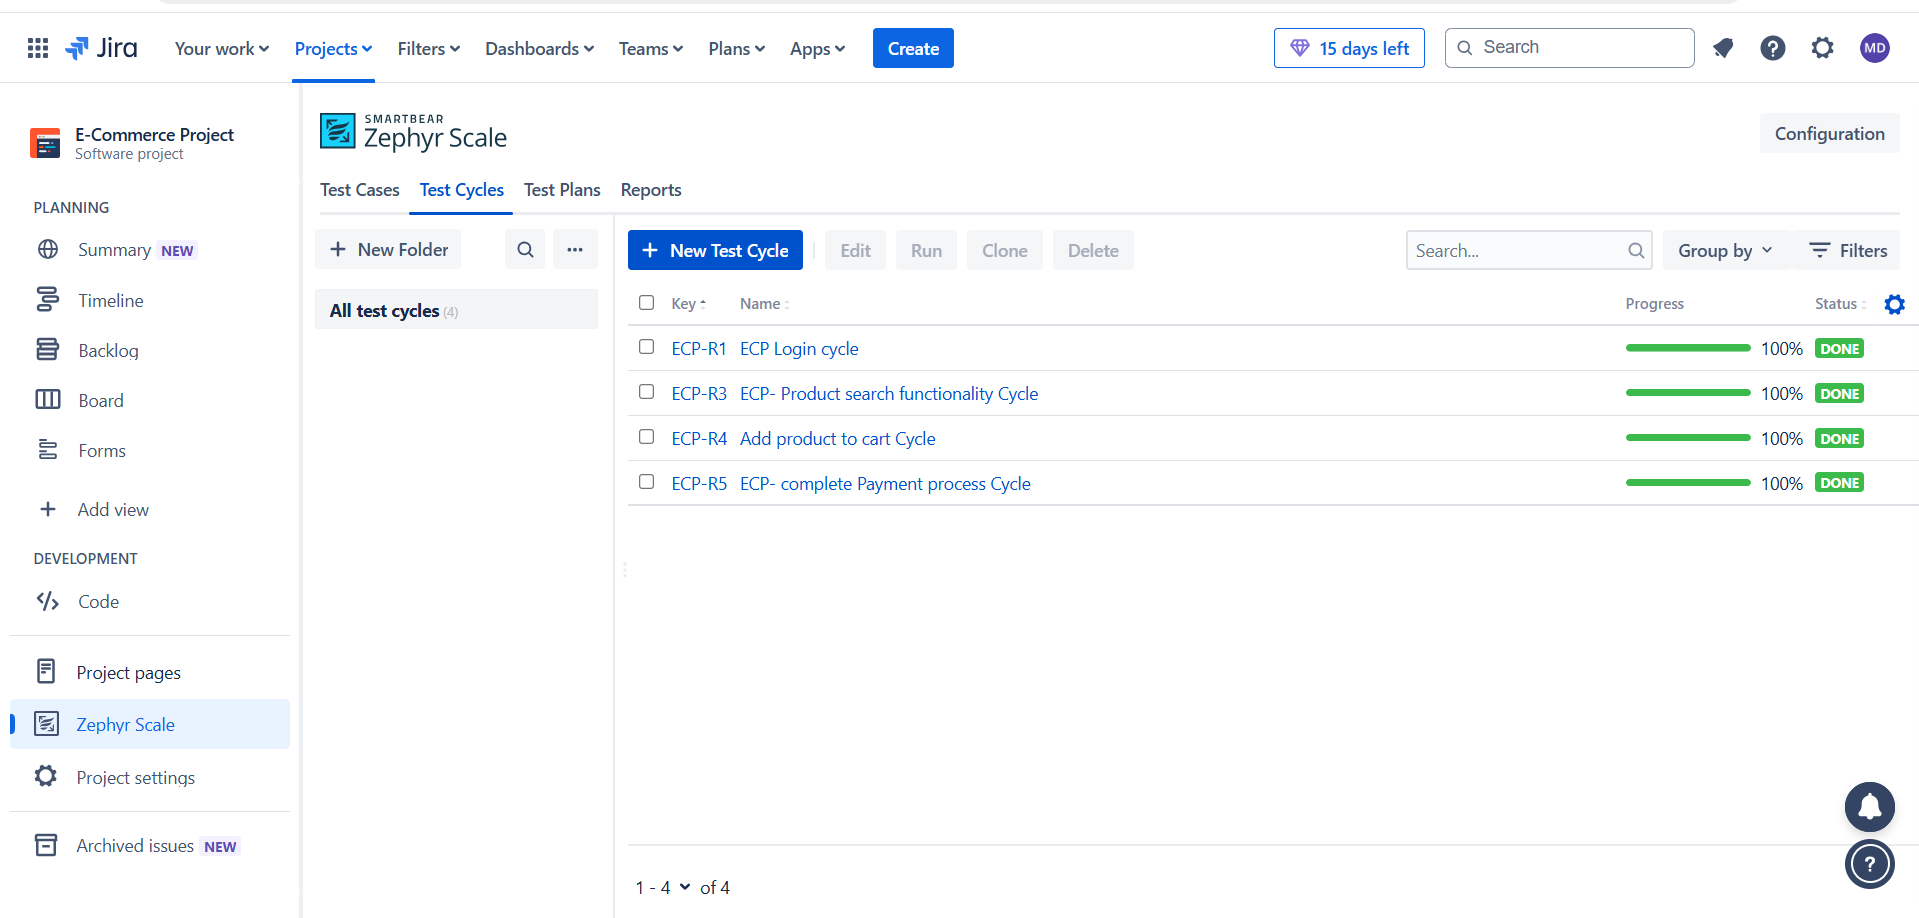 Jira
Your work
Projects
Filters
Dashboards
Teams
Plans
Apps
Create
15 days left
Search
MD
E-Commerce Project
Software project
PLANNING
Summary NEW
Timeline
Backlog
Board
Forms
Add view
DEVELOPMENT
Code
Project pages
Zephyr Scale
Project settings
Archived issues NEW
SMARTBEAR
Zephyr Scale
Configuration
Test Cases
Test Cycles
Test Plans
Reports
+ New Folder
...
All test cycles (4)
+ New Test Cycle
Edit
Run
Clone
Delete
Search...
Group by
Filters
Key Name Progress Status
ECP-R1 ECP Login cycle 100% DONE
ECP-R3 ECP- Product search functionality Cycle 100% DONE
ECP-R4 Add product to cart Cycle 100% DONE
ECP-R5 ECP- complete Payment process Cycle 100% DONE
1 - 4 of 4